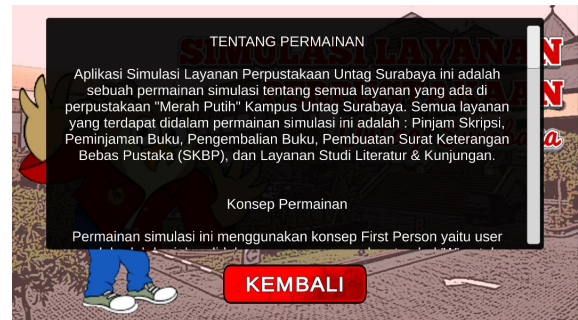 TENTANG PERMAINAN
Aplikasi Simulasi Layanan Perpustakaan Untag Surabaya ini adalah
sebuah permainan simulasi tentang semua layanan yang ada di
perpustakaan "Merah Putih" Kampus Untag Surabaya. Semua layanan
yang terdapat didalam permainan simulasi ini adalah : Pinjam Skripsi,
Peminjaman Buku, Pengembalian Buku, Pembuatan Surat Keterangan
Bebas Pustaka (SKBP), dan Layanan Studi Literatur & Kunjungan.
Konsep Permainan
Permainan simulasi ini menggunakan konsep First Person yaitu user
KEMBALI
SIMULASI LAYANAN